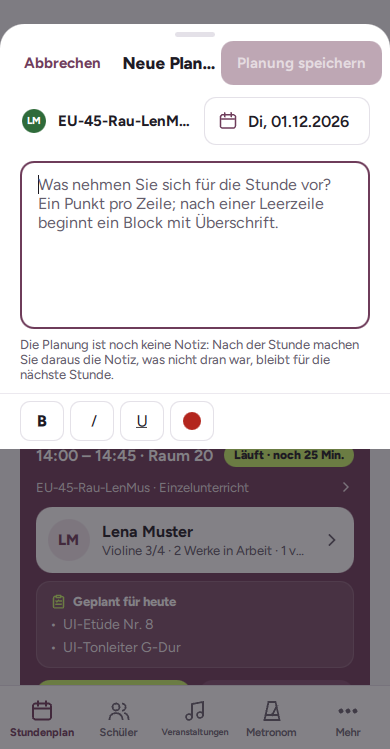 Abbrechen
Neue Plan...
Planung speichern
LM
EU-45-Rau-LenM...
Di, 01.12.2026
Was nehmen Sie sich für die Stunde vor?
Ein Punkt pro Zeile; nach einer Leerzeile
beginnt ein Block mit Überschrift.
Die Planung ist noch keine Notiz: Nach der Stunde machen
Sie daraus die Notiz, was nicht dran war, bleibt für die
nächste Stunde.
B
I
U
14:00 – 14:45 · Raum 20
Läuft · noch 25 Min.
EU-45-Rau-LenMus · Einzelunterricht
LM
Lena Muster
Violine 3/4 · 2 Werke in Arbeit · 1 v...
Geplant für heute
• UI-Etüde Nr. 8
• UI-Tonleiter G-Dur
Stundenplan
Schüler
Veranstaltungen
Metronom
Mehr